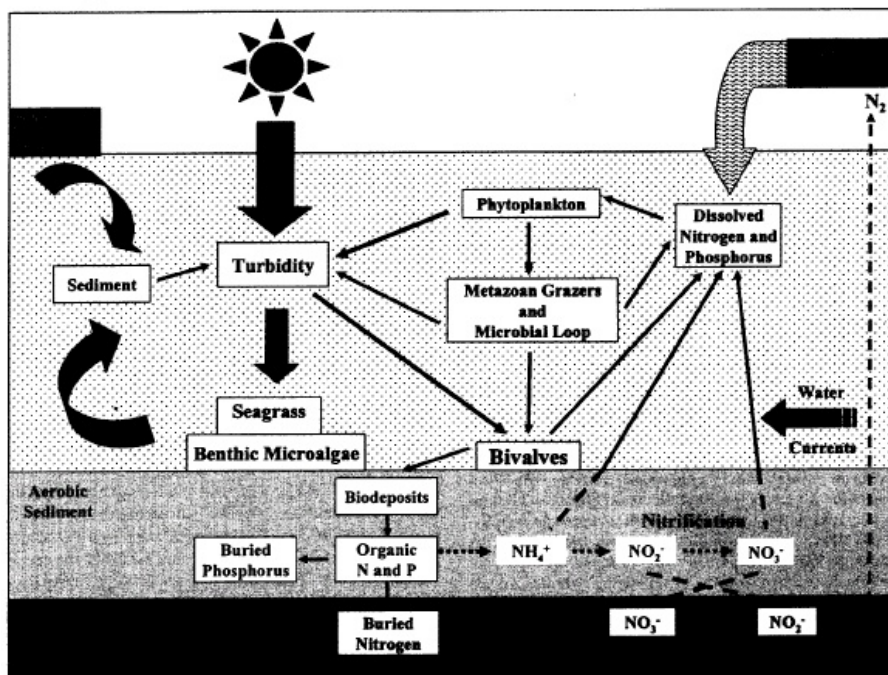 N2
Phytoplankton
Dissolved
Nitrogen and
Phosphorus
Sediment
Turbidity
Metazoan Grazers
and
Microbial Loop
Water
Currents
Seagrass
Benthic Microalgae
Bivalves
Aerobic
Sediment
Biodeposits
Nitrification
Buried
Phosphorus
Organic
N and P
NH4+
NO2-
NO3-
Buried
Nitrogen
NO3-
NO2-